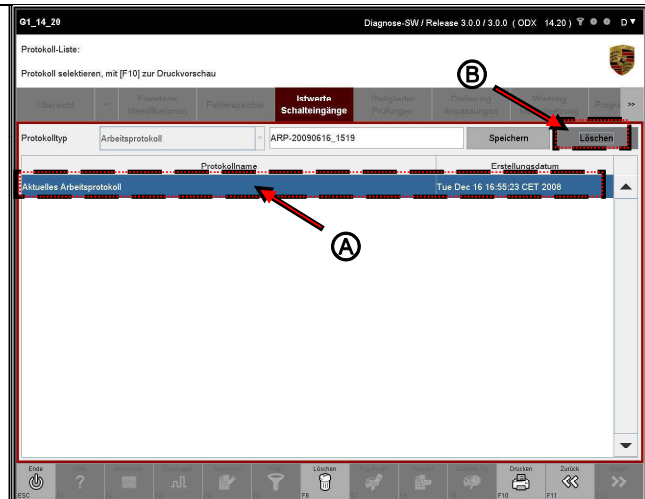 G1_14_20 Diagnose-SW / Release 3.0.0 / 3.0.0 ( ODX 14.20 ) D
Protokoll-Liste:
Protokoll selektieren, mit [F10] zur Druckvorschau
B
Übersicht Erweiterte Identifikationen Fehlerspeicher Istwerte Schalteingänge Stellglieder Prüfungen Codierung Anpassungen Wartung
Protokolltyp Arbeitsprotokoll ARP-20090616_1519 Speichern Löschen
Protokollname Erstellungsdatum
Aktuelles Arbeitsprotokoll Tue Dec 16 16:55:23 CET 2008
A
Ende Löschen Drucken Zurück
ESC F6 F10 F11